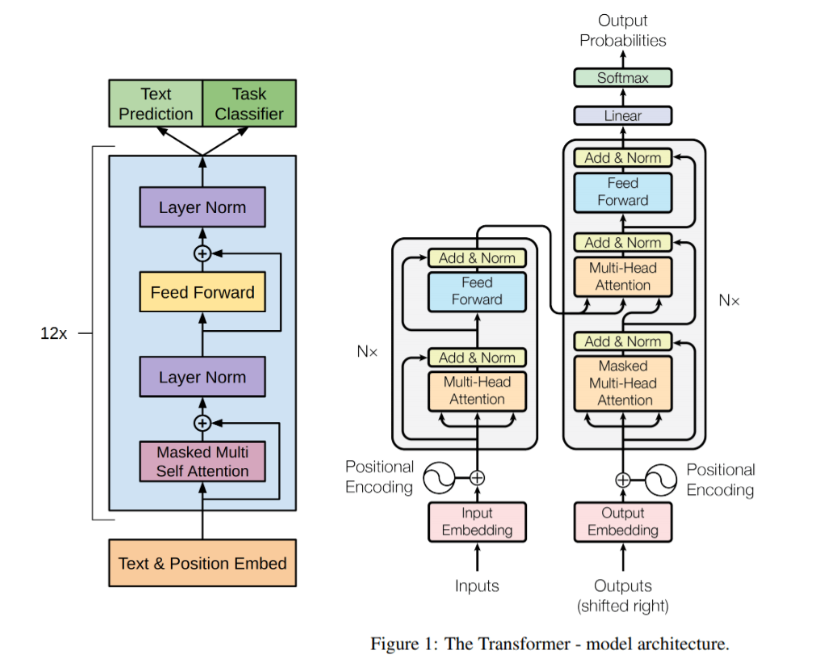 Text
Prediction
Task
Classifier
Layer Norm
Feed Forward
12x
Layer Norm
Masked Multi
Self Attention
Text & Position Embed
Output
Probabilities
Softmax
Linear
Add & Norm
Feed
Forward
Add & Norm
Multi-Head
Attention
Add & Norm
Masked
Multi-Head
Attention
Nx
Add & Norm
Feed
Forward
Nx
Add & Norm
Multi-Head
Attention
Positional
Encoding
Positional
Encoding
Input
Embedding
Output
Embedding
Inputs
Outputs
(shifted right)
Figure 1: The Transformer - model architecture.